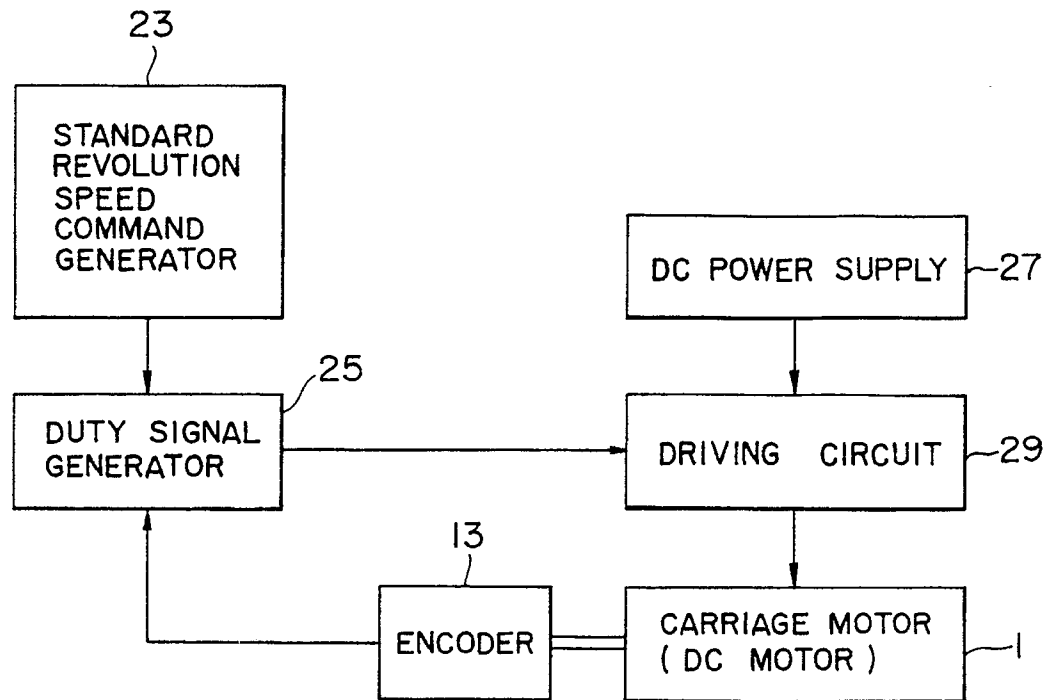 23
STANDARD
REVOLUTION
SPEED
COMMAND
GENERATOR
DC POWER SUPPLY
27
25
DUTY SIGNAL
GENERATOR
DRIVING CIRCUIT
29
13
ENCODER
CARRIAGE MOTOR
( DC MOTOR )
1